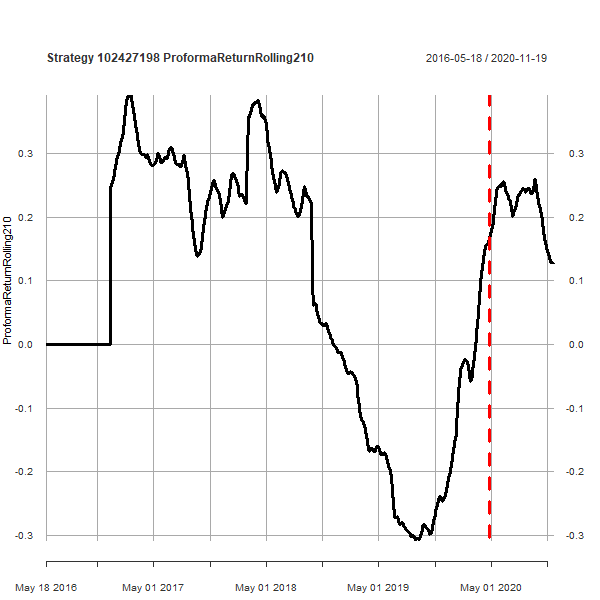 Strategy 102427198 ProformaReturnRolling210
2016-05-18 / 2020-11-19
ProformaReturnRolling210
0.3
0.3
0.2
0.2
0.1
0.1
0.0
0.0
-0.1
-0.1
-0.2
-0.2
-0.3
-0.3
May 18 2016
May 01 2017
May 01 2018
May 01 2019
May 01 2020